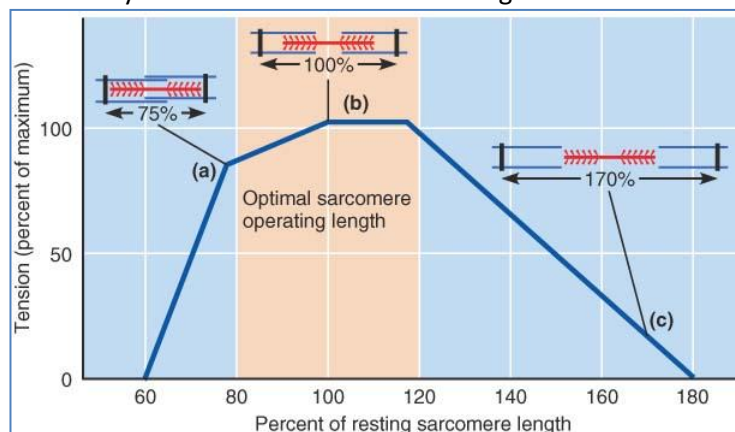 100%
75%
(b)
(a)
170%
Optimal sarcomere
operating length
(c)
Tension (percent of maximum)
100
50
0
60 80 100 120 140 160 180
Percent of resting sarcomere length